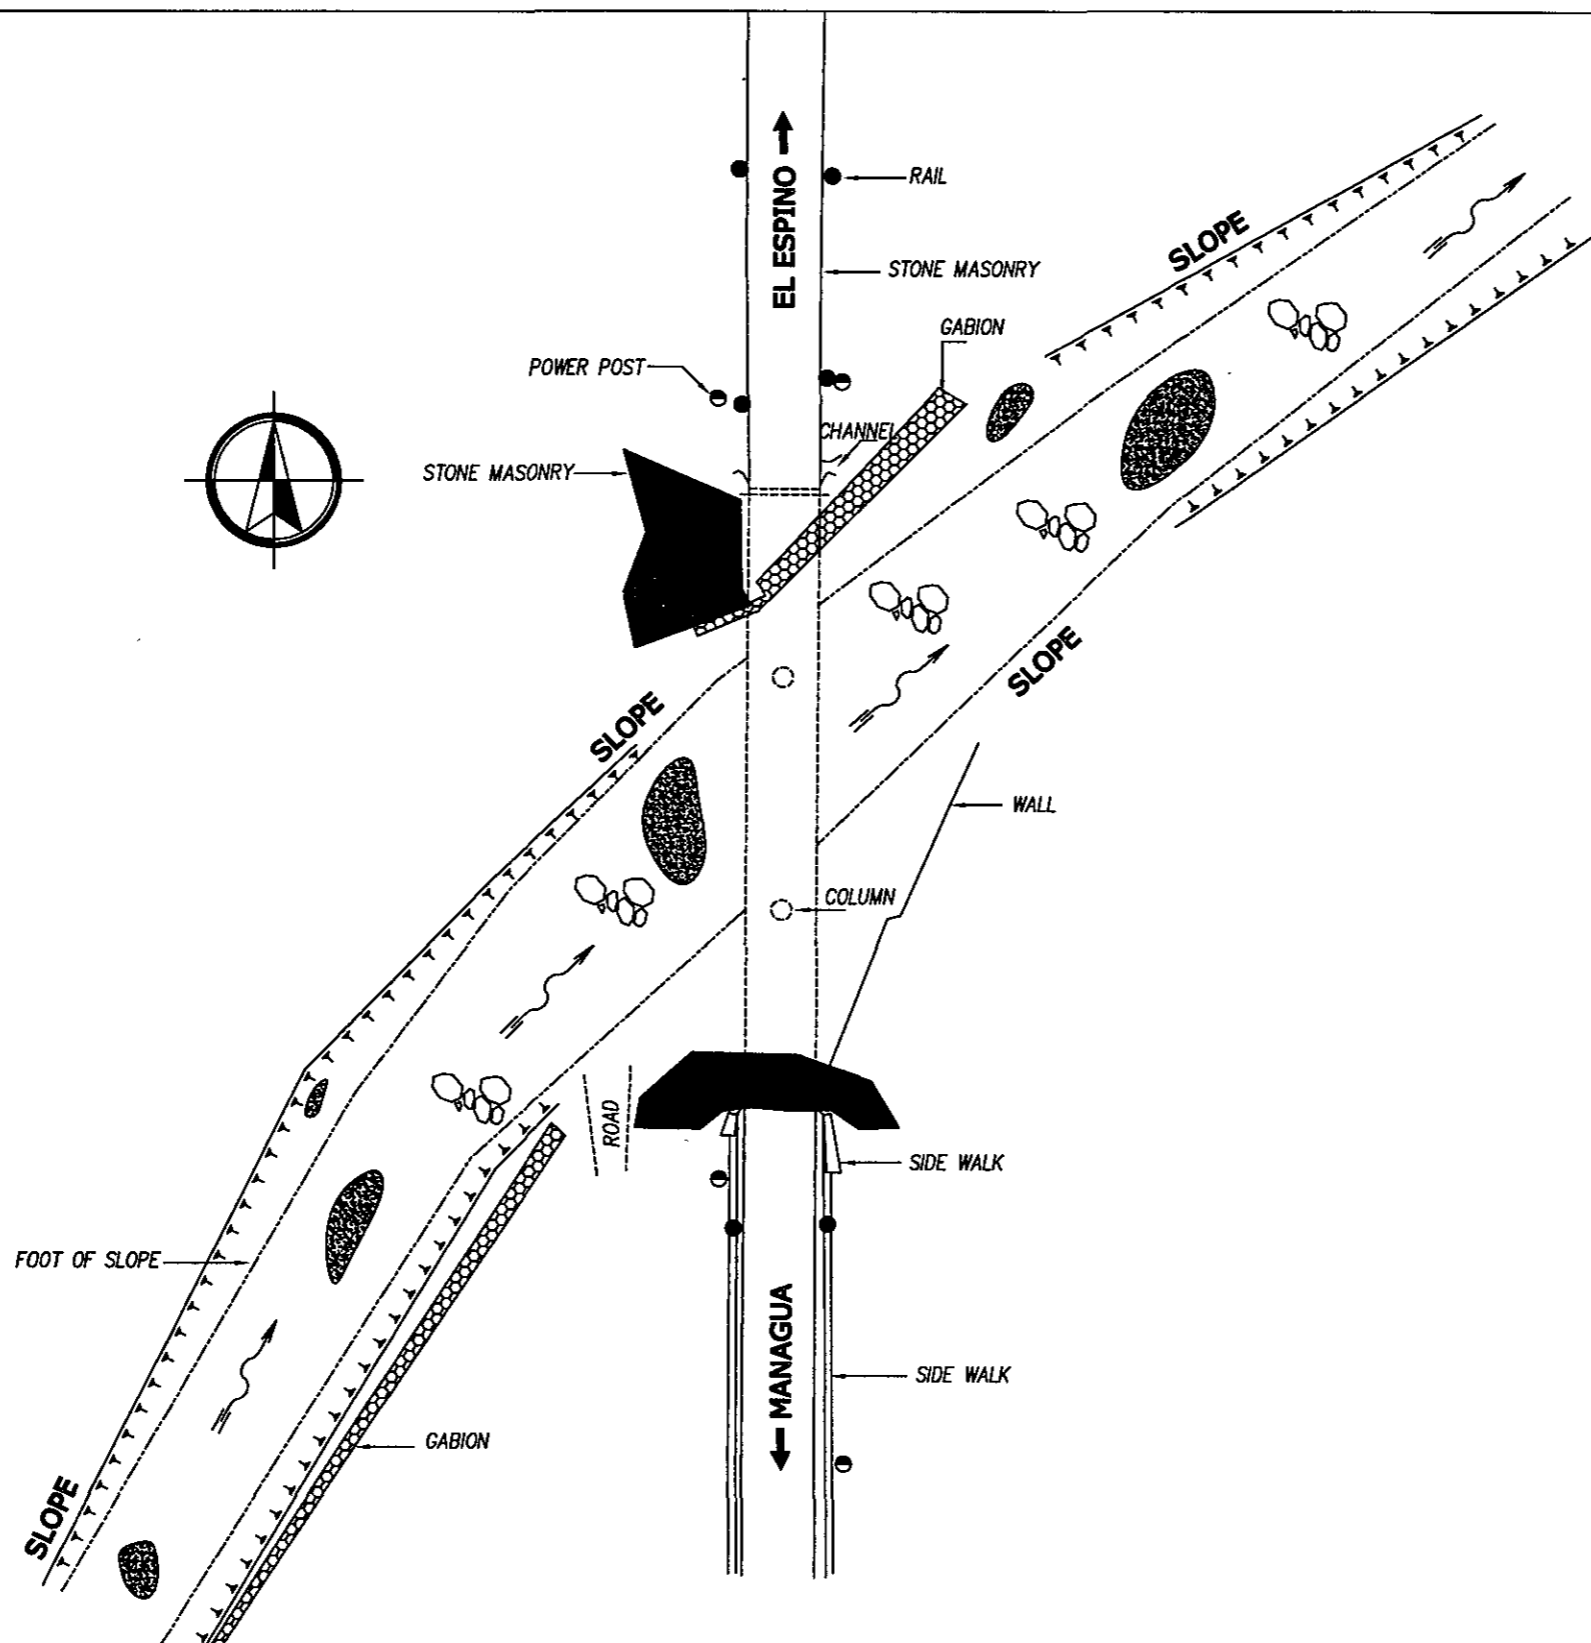 RAIL
EL ESPINO
SLOPE
STONE MASONRY
GABION
POWER POST
CHANNEL
STONE MASONRY
SLOPE
SLOPE
WALL
COLUMN
ROAD
SIDE WALK
FOOT OF SLOPE
MANAGUA
SIDE WALK
GABION
SLOPE